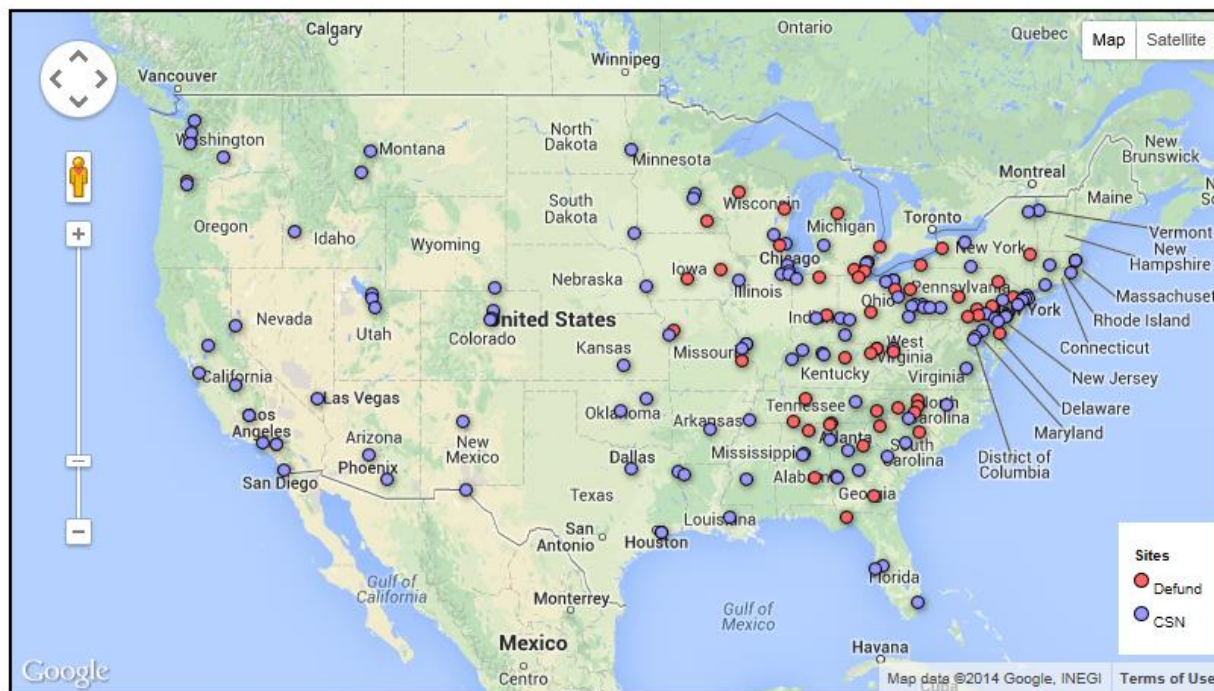 Calgary
Ontario
Quebec
Map
Satellite
Winnipeg
Vancouver
Washington
Montana
North
Dakota
Minnesota
Montreal
New
Brunswick
Maine
Oregon
Idaho
Wyoming
South
Dakota
Wisconsin
Michigan
Toronto
New York
Vermont
New
Hampshire
Chicago
Iowa
Nebraska
Illinois
Ohio
Pennsylvania
Massachuset
Rhode Island
Nevada
Utah
Colorado
United States
Kansas
Missour
Ind
West
Virginia
Connecticut
New Jersey
California
Las Vegas
Kentucky
Virginia
Delaware
Maryland
Los
Angeles
Arizona
Phoenix
New
Mexico
Oklahoma
Arkansas
Tennessee
North
Carolina
Atlanta
South
Carolina
District of
Columbia
San Diego
Dallas
Mississippi
Alabama
Georgia
Texas
San
Antonio
Houston
Louisiana
Florida
Gulf of
California
Monterrey
Gulf of
Mexico
Sites
Defund
CSN
Mexico
Centro
Havana
Cuba
Google
Map data ©2014 Google, INEGI
Terms of Use